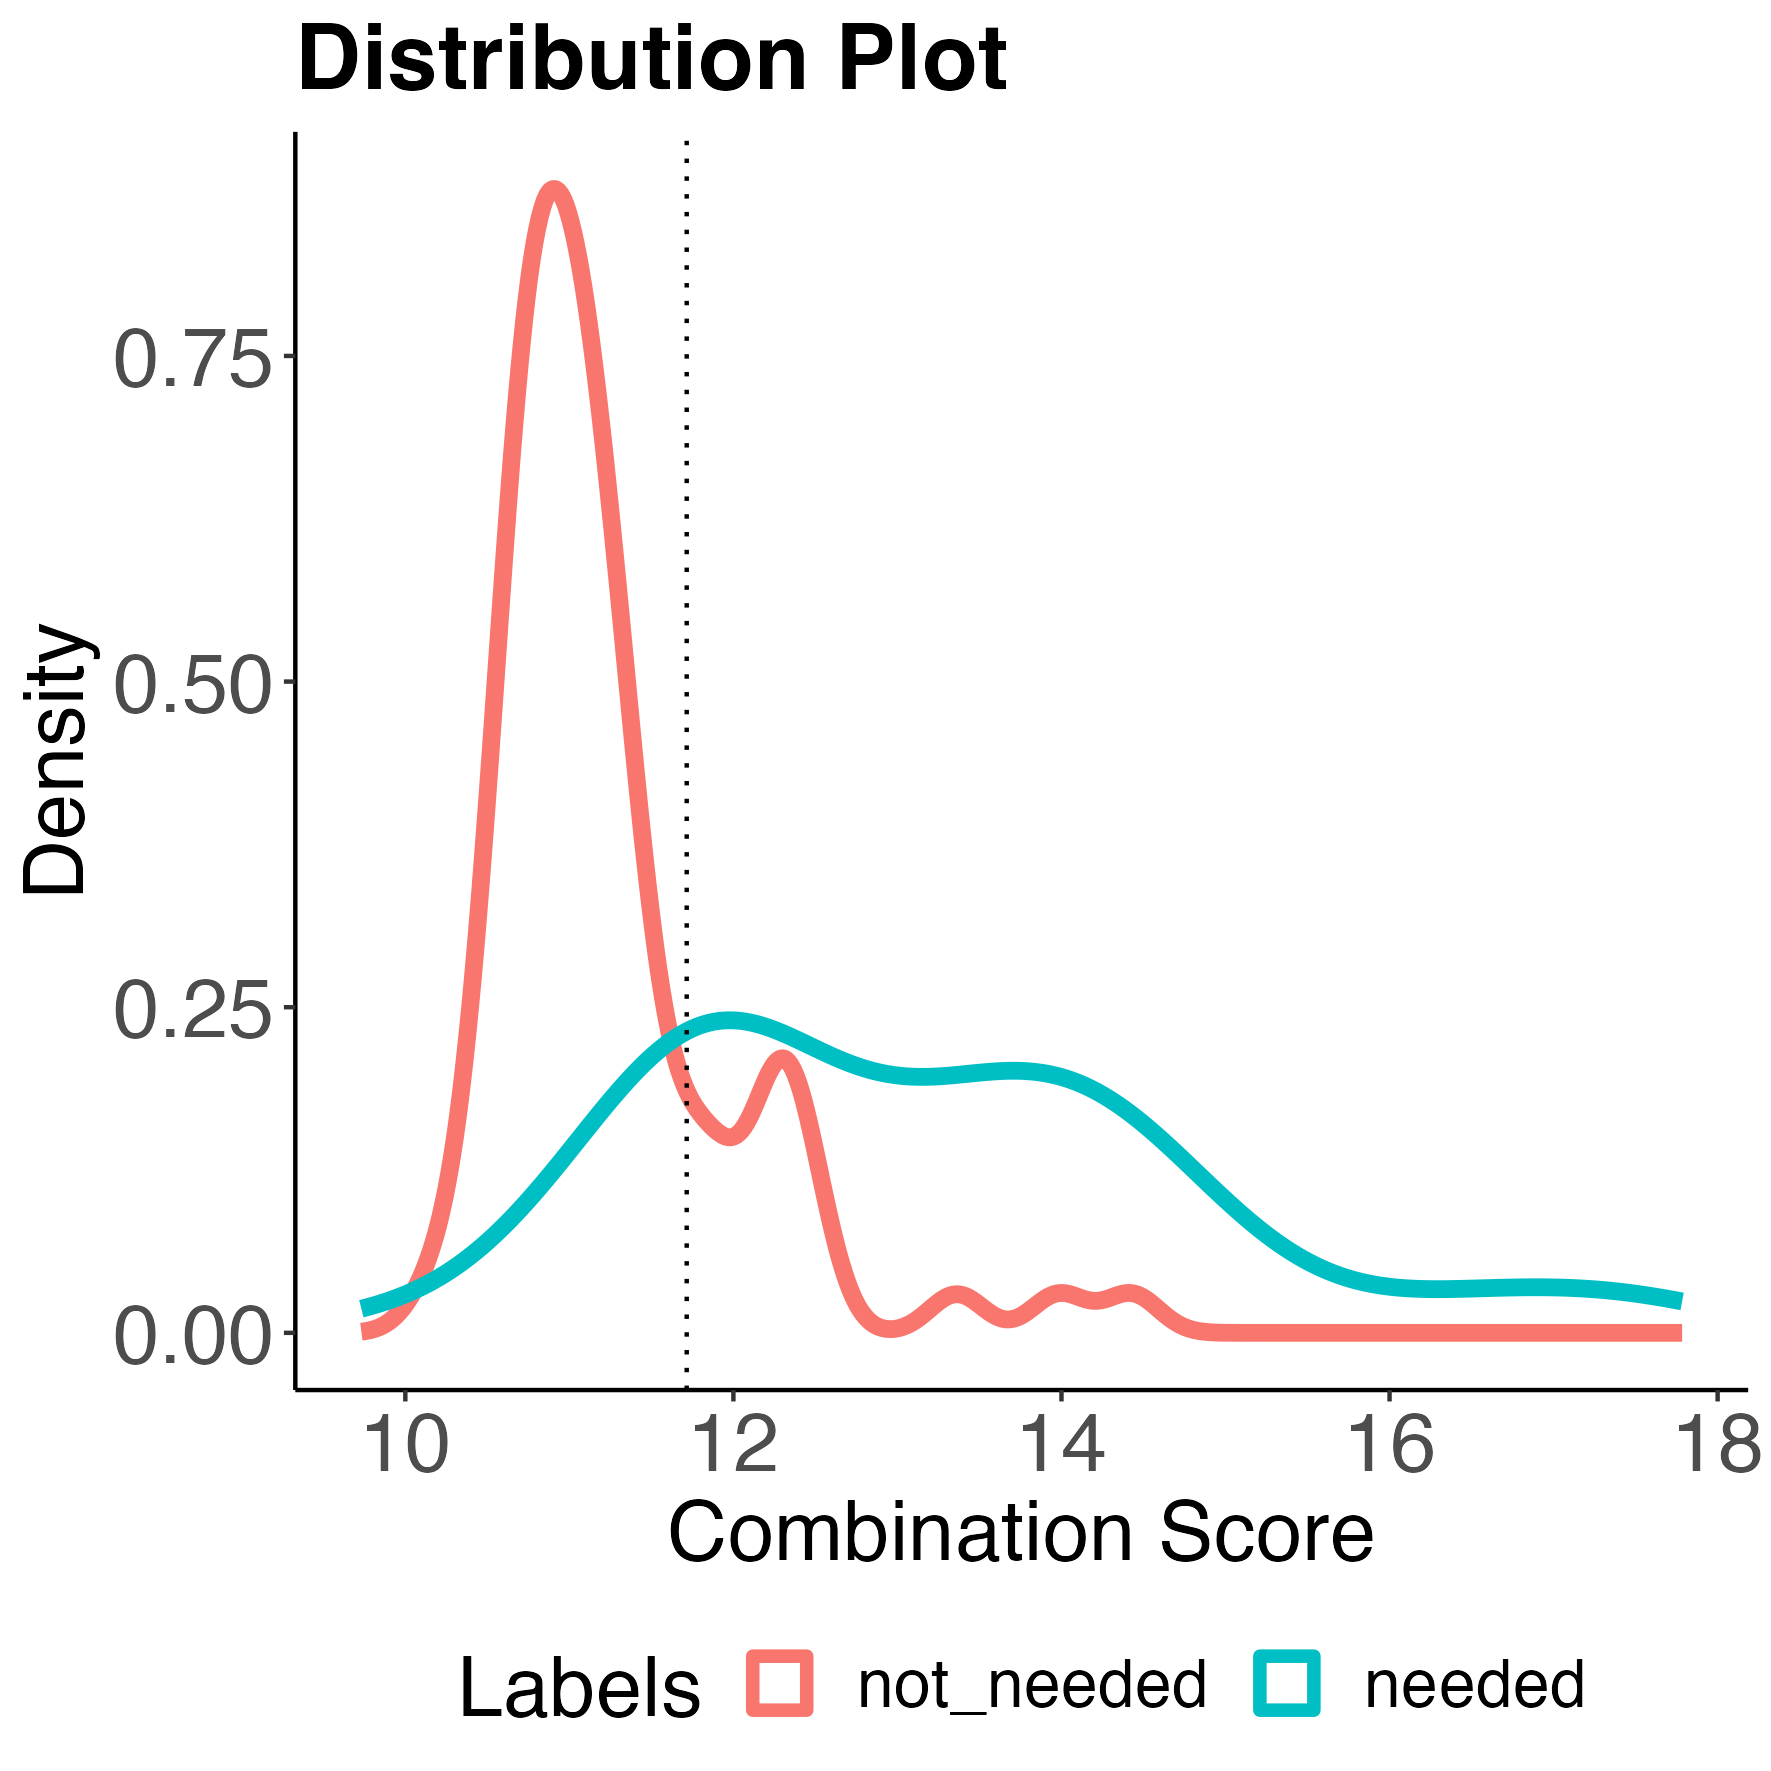 Distribution Plot
Density
0.75
0.50
0.25
0.00
10 12 14 16 18
Combination Score
Labels not_needed needed